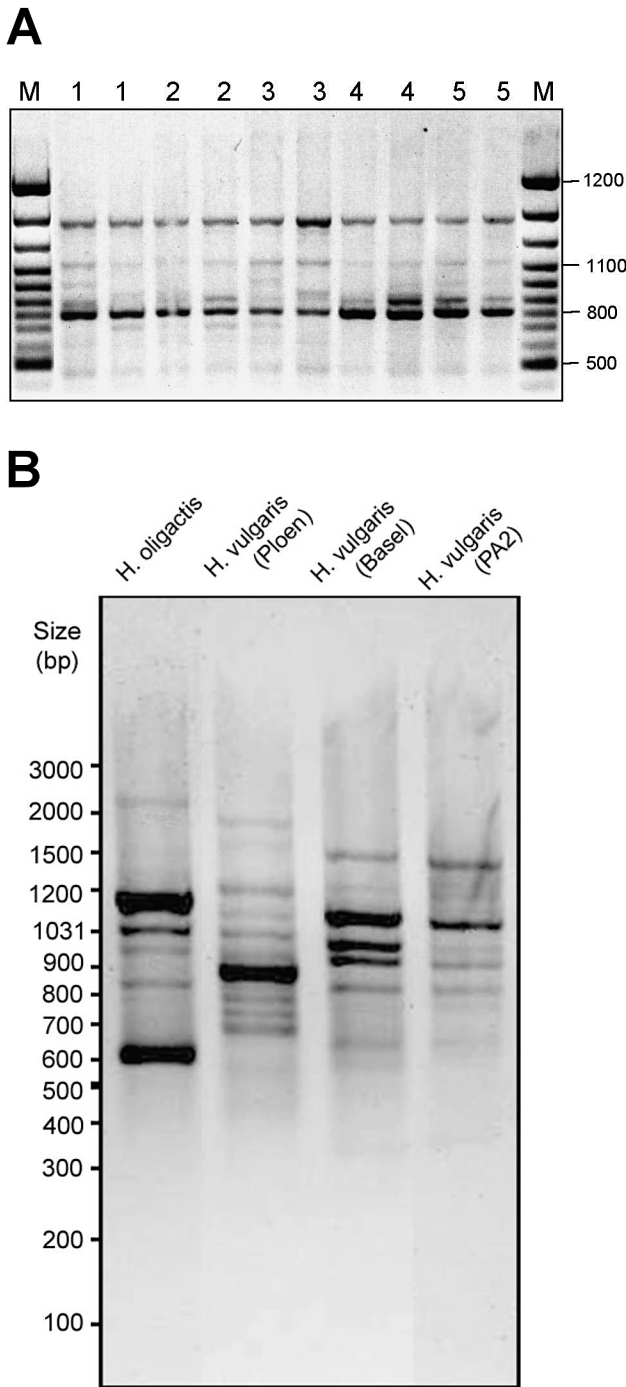 A
M 1 1 2 2 3 3 4 4 5 5 M
1200
1100
800
500
B
H. oligactis
H. vulgaris
(Ploen)
H. vulgaris
(Basel)
H. vulgaris
(PA2)
Size
(bp)
3000
2000
1500
1200
1031
900
800
700
600
500
400
300
200
100